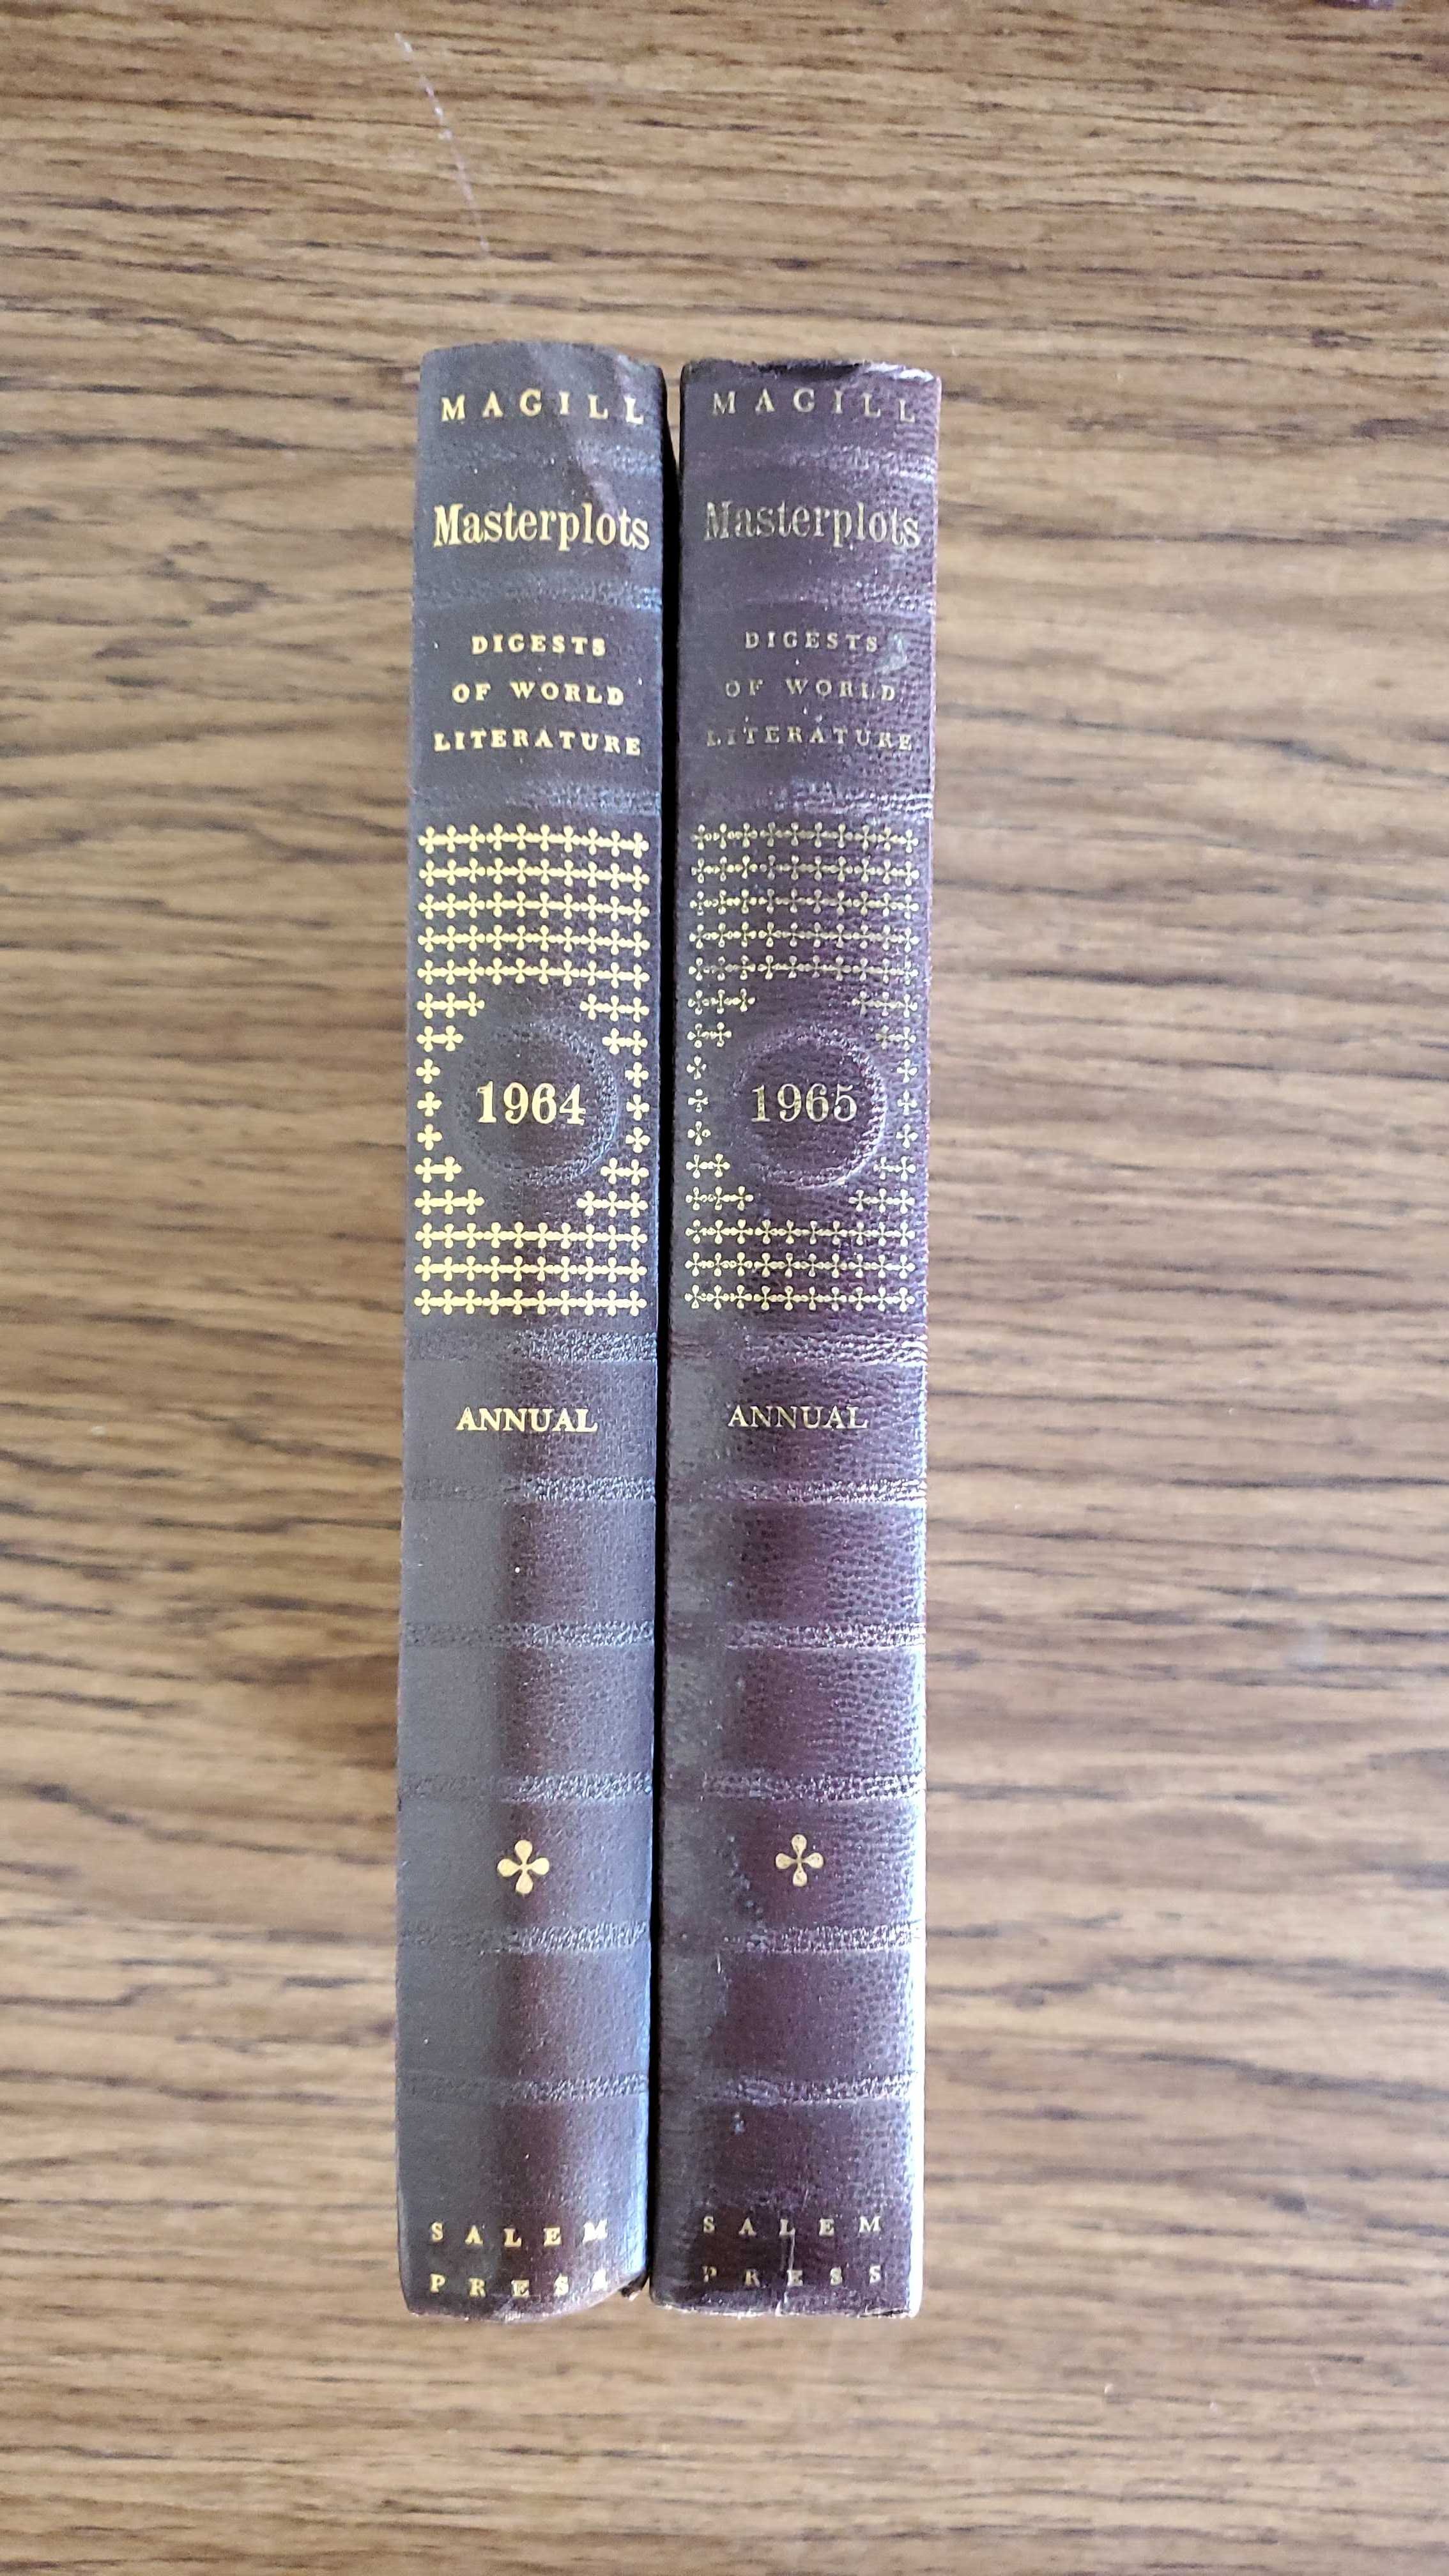 MAGILL
Masterplots
DIGESTS
OF WORLD
LITERATURE
1964
ANNUAL
SALEM
PRESS
MAGILL
Masterplots
DIGESTS
OF WORLD
LITERATURE
1965
ANNUAL
SALEM
PRESS